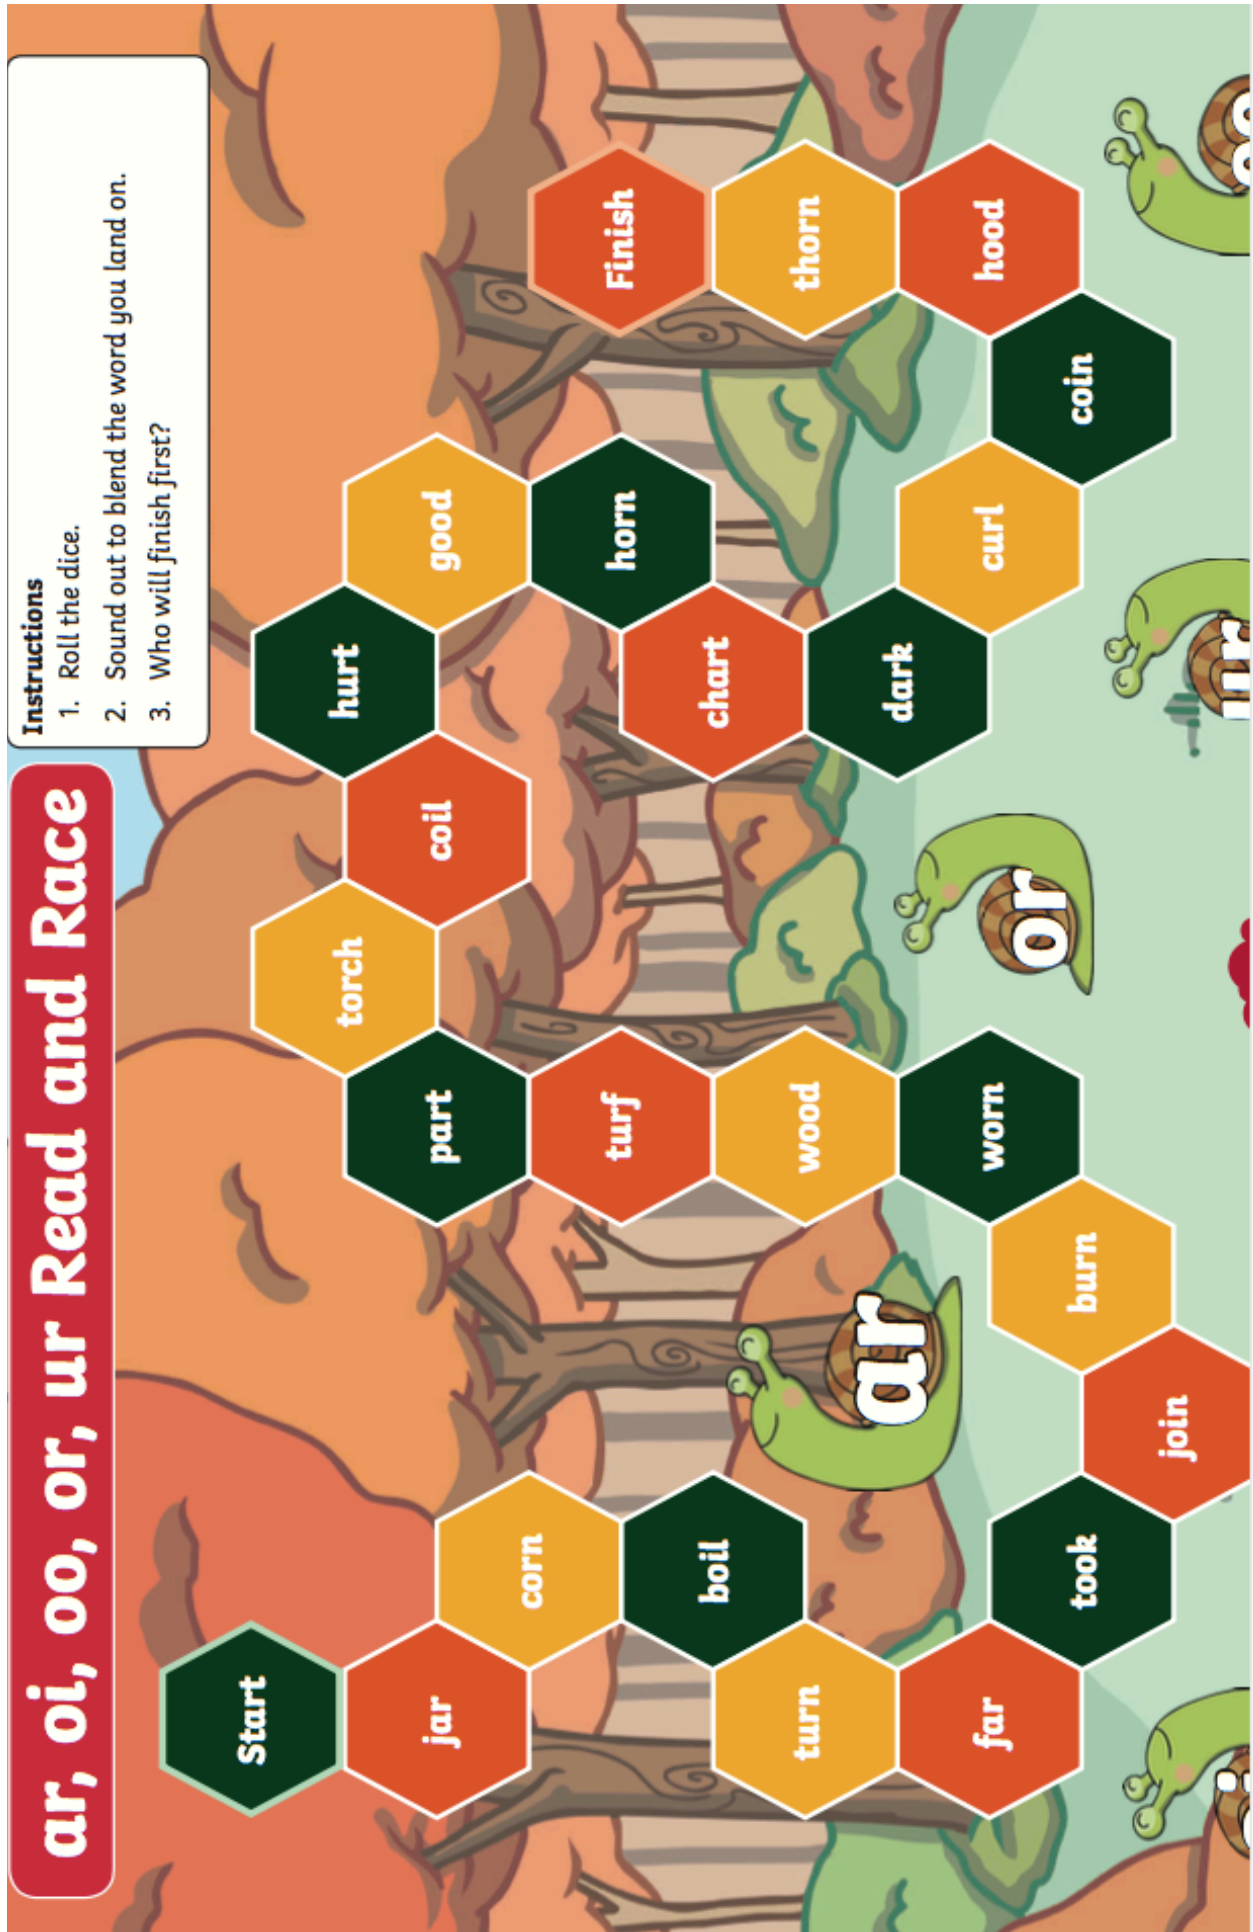 ar, oi, oo, or, ur Read and Race
Instructions
1. Roll the dice.
2. Sound out to blend the word you land on.
3. Who will finish first?
Start
jar
corn
boil
turn
far
took
join
burn
worn
wood
turf
part
torch
coil
hurt
good
horn
chart
dark
curl
coin
hood
thorn
Finish
ar
or
ur